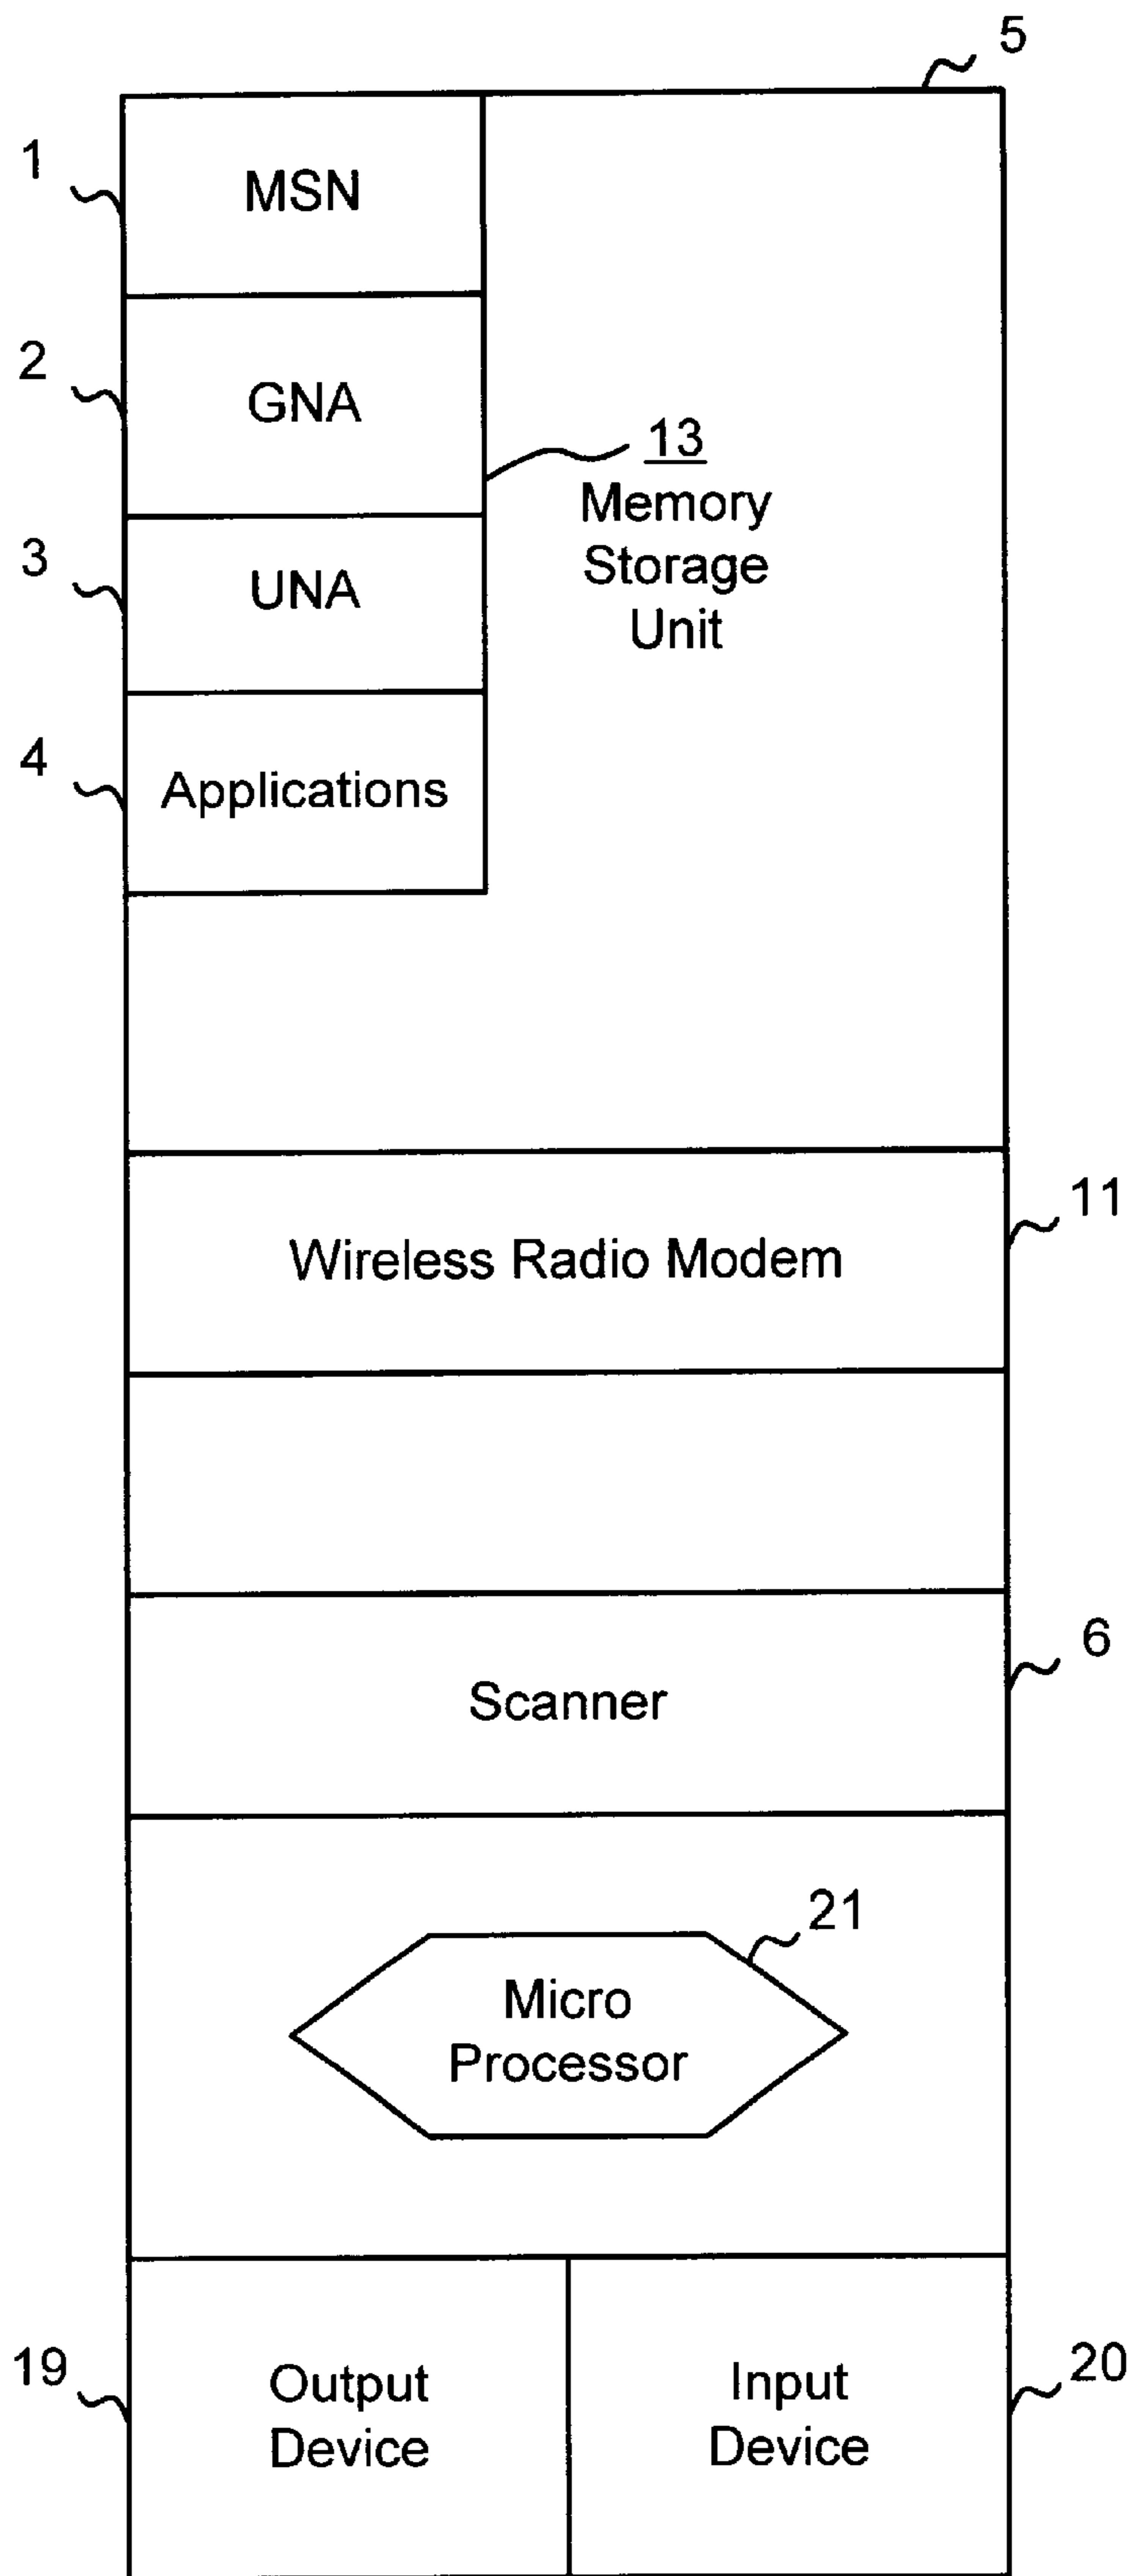 5
1
MSN
2
GNA
13
Memory
Storage
Unit
3
UNA
4
Applications
11
Wireless Radio Modem
6
Scanner
21
Micro
Processor
19
Output
Device
Input
Device
20